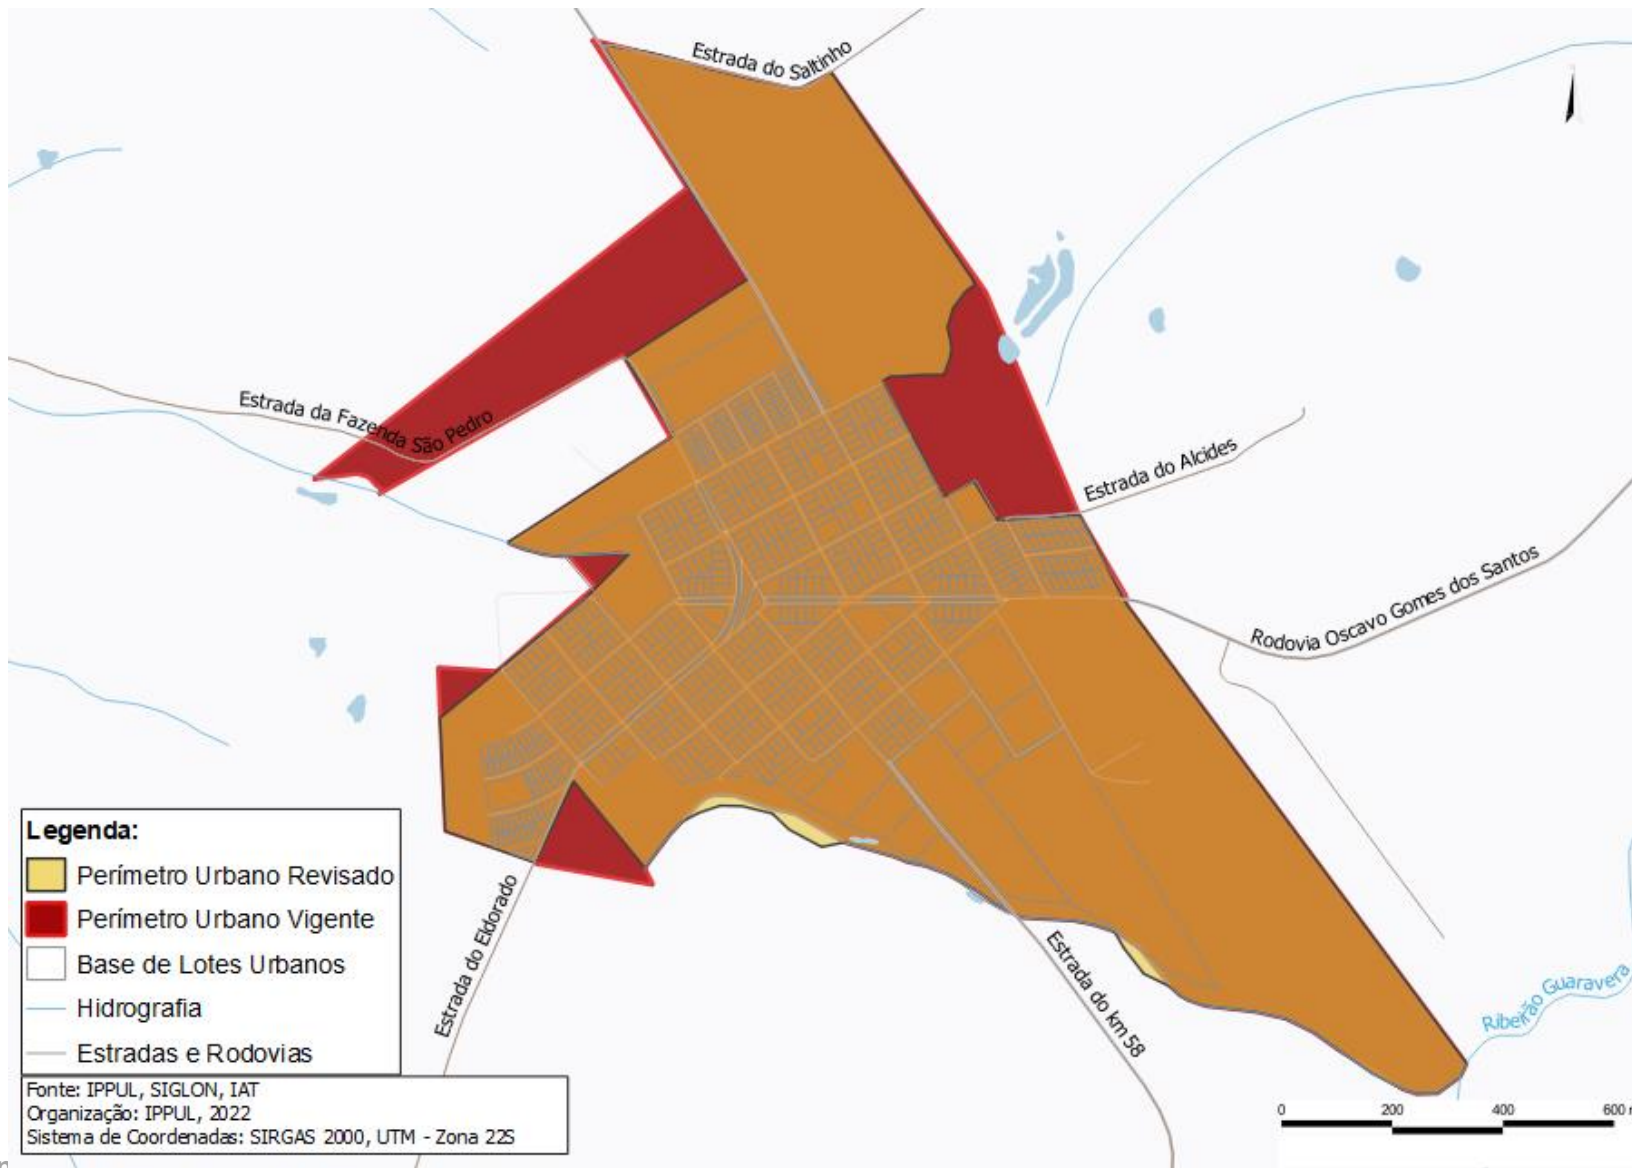 Estrada do Saltinho
Estrada da Fazenda São Pedro
Estrada do Alcides
Rodovia Oscavo Gomes dos Santos
Estrada do Eldorado
Estrada do km 58
Ribeirão Guaravera
Legenda:
Perímetro Urbano Revisado
Perímetro Urbano Vigente
Base de Lotes Urbanos
Hidrografia
Estradas e Rodovias
Fonte: IPPUL, SIGLON, IAT
Organização: IPPUL, 2022
Sistema de Coordenadas: SIRGAS 2000, UTM - Zona 22S
0 200 400 600